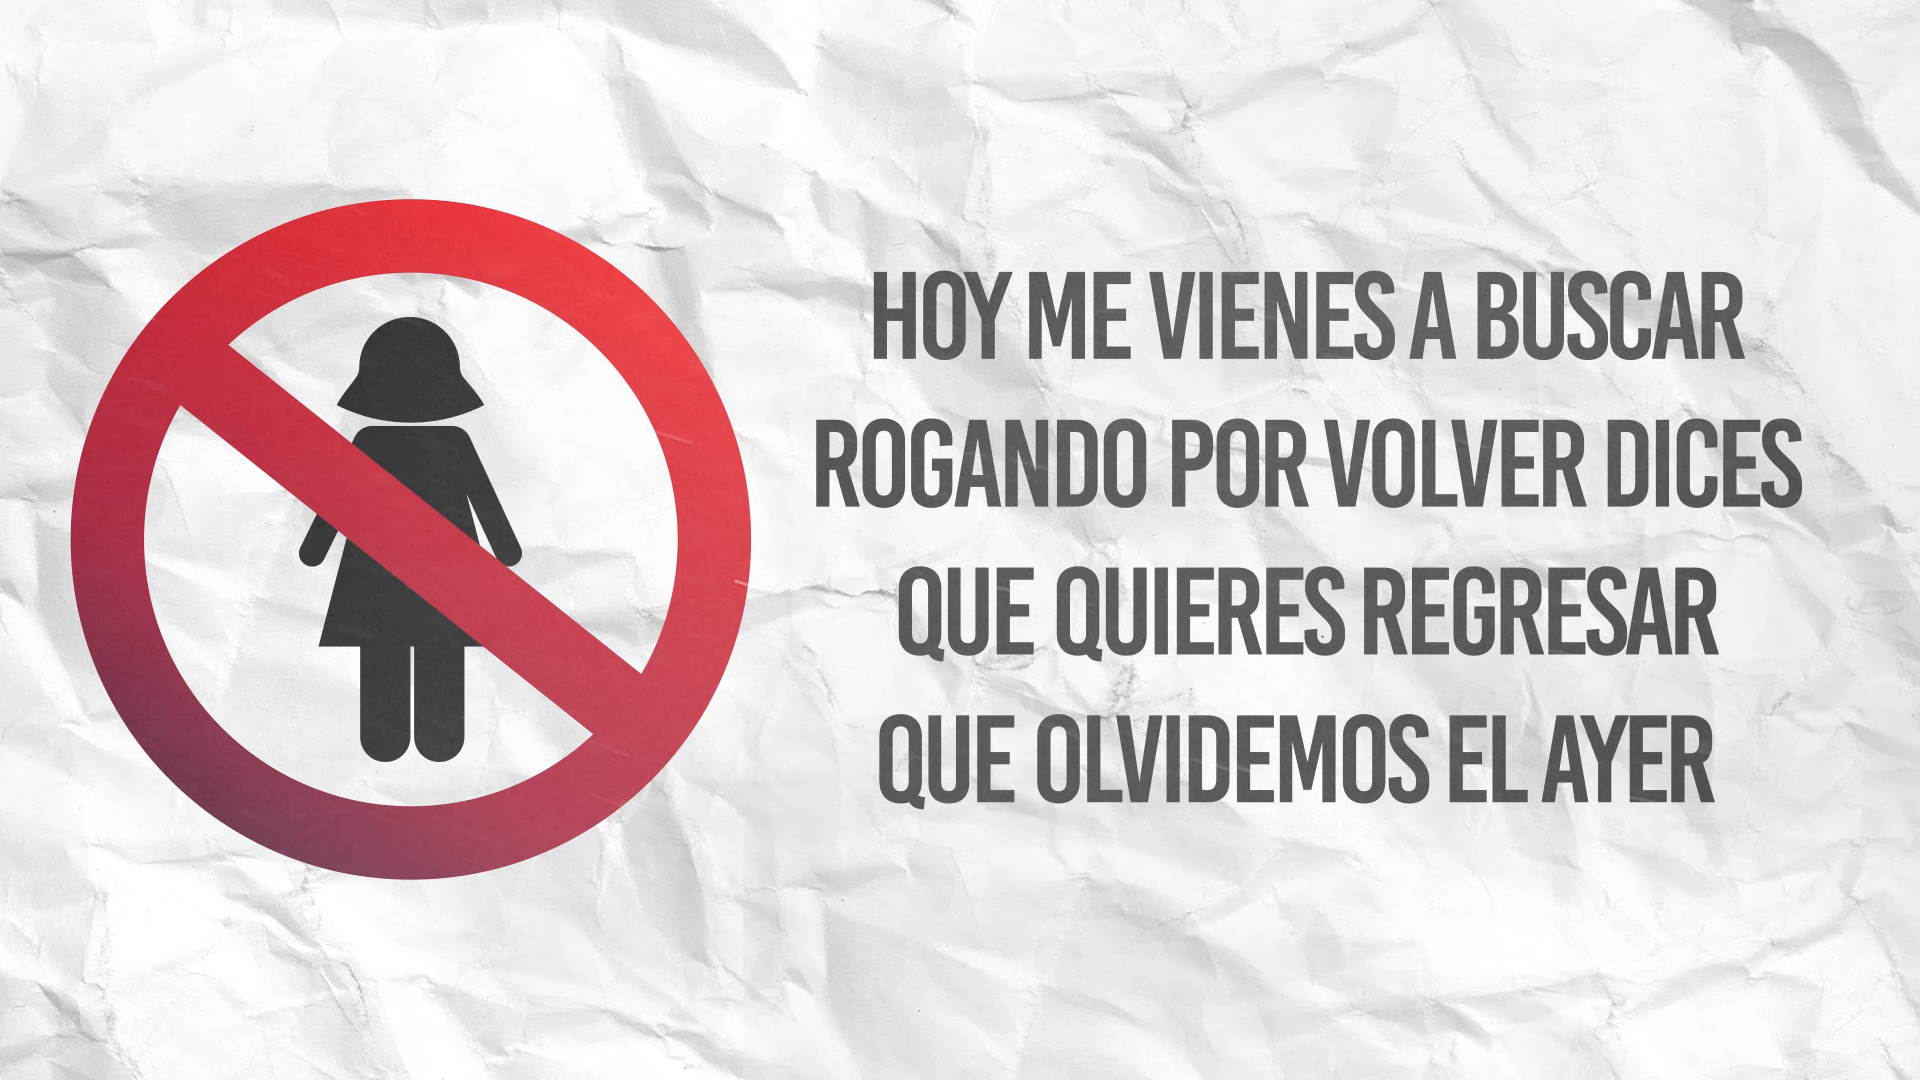 HOY ME VIENES A BUSCAR
ROGANDO POR VOLVER DICES
QUE QUIERES REGRESAR
QUE OLVIDEMOS EL AYER